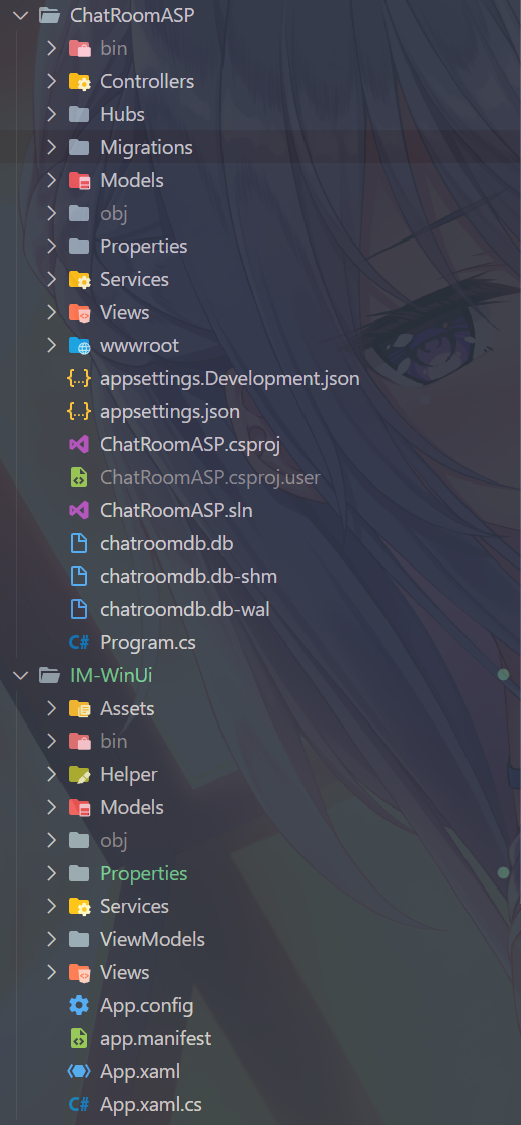 ChatRoomASP
bin
Controllers
Hubs
Migrations
Models
obj
Properties
Services
Views
wwwroot
{..} appsettings.Development.json
{..} appsettings.json
ChatRoomASP.csproj
ChatRoomASP.csproj.user
ChatRoomASP.sln
chatroomdb.db
chatroomdb.db-shm
chatroomdb.db-wal
C# Program.cs
IM-WinUi
Assets
bin
Helper
Models
obj
Properties
Services
ViewModels
Views
App.config
app.manifest
App.xaml
C# App.xaml.cs